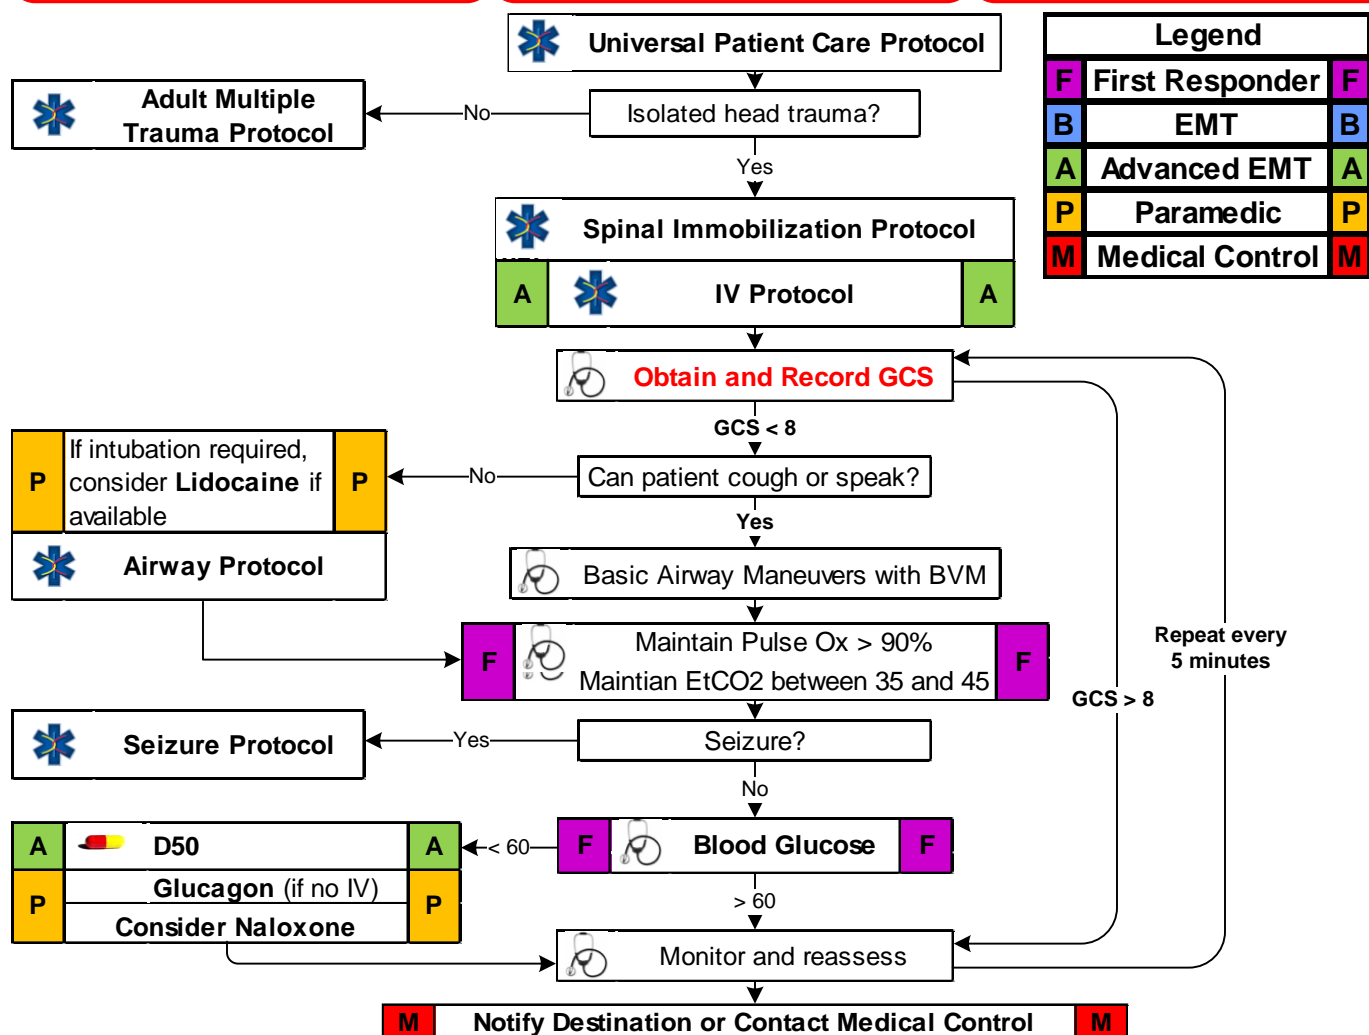 Universal Patient Care Protocol
Legend
F First Responder F
B EMT B
A Advanced EMT A
P Paramedic P
M Medical Control M
Adult Multiple
Trauma Protocol
No
Isolated head trauma?
Yes
Spinal Immobilization Protocol
A IV Protocol A
Obtain and Record GCS
GCS < 8
If intubation required,
P consider Lidocaine if P
available
No
Can patient cough or speak?
Yes
Airway Protocol
Basic Airway Maneuvers with BVM
Maintain Pulse Ox > 90%
F F
Maintian EtCO2 between 35 and 45
Repeat every
5 minutes
GCS > 8
Seizure Protocol
Yes
Seizure?
No
A D50 A
< 60
F Blood Glucose F
Glucagon (if no IV)
P P
Consider Naloxone
> 60
Monitor and reassess
M Notify Destination or Contact Medical Control M